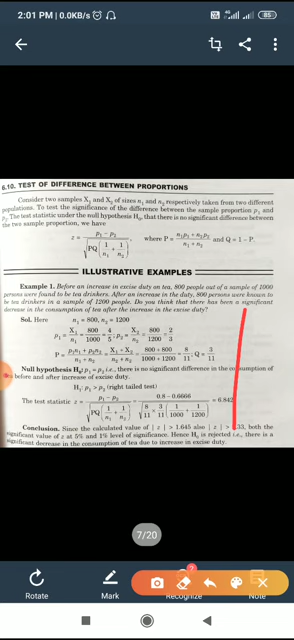 2:01 PM | 0.0KB/s
4G
85
6.10. TEST OF DIFFERENCE BETWEEN PROPORTIONS
Consider two samples X₁ and X₂ of sizes n₁ and n₂ respectively taken from two different
populations. To test the significance of the difference between the sample proportion p₁ and
p₂. The test statistic under the null hypothesis H₀, that there is no significant difference between
the two sample proportion, we have
z = (p₁ – p₂) / √(PQ(1/n₁ + 1/n₂)), where P = (n₁p₁ + n₂p₂)/(n₁ + n₂) and Q = 1 – P.
ILLUSTRATIVE EXAMPLES
Example 1. Before an increase in excise duty on tea, 800 people out of a sample of 1000
persons were found to be tea drinkers. After an increase in duty, 800 persons were known to
be tea drinkers in a sample of 1200 people. Do you think that there has been a significant
decrease in the consumption of tea after the increase in the excise duty?
Sol. Here n₁ = 800, n₂ = 1200
p₁ = X₁/n₁ = 800/1000 = 4/5 ; p₂ = X₂/n₂ = 800/1200 = 2/3
P = (p₁n₁ + p₂n₂)/(n₁ + n₂) = (X₁ + X₂)/(n₁ + n₂) = (800 + 800)/(1000 + 1200) = 8/11 ; Q = 3/11
Null hypothesis H₀: p₁ = p₂ i.e., there is no significant difference in the consumption of
before and after increase of excise duty.
H₁: p₁ > p₂ (right tailed test)
The test statistic z = (p₁ – p₂) / √(PQ(1/n₁ + 1/n₂)) = (0.8 – 0.6666) / √(8/11 × 3/11 (1/1000 + 1/1200)) = 6.842
Conclusion. Since the calculated value of | z | > 1.645 also | z | > .33, both the
significant value of z at 5% and 1% level of significance. Hence H₀ is rejected i.e., there is a
significant decrease in the consumption of tea due to increase in excise duty.
7/20
7
Rotate
Mark
Recognize
Note